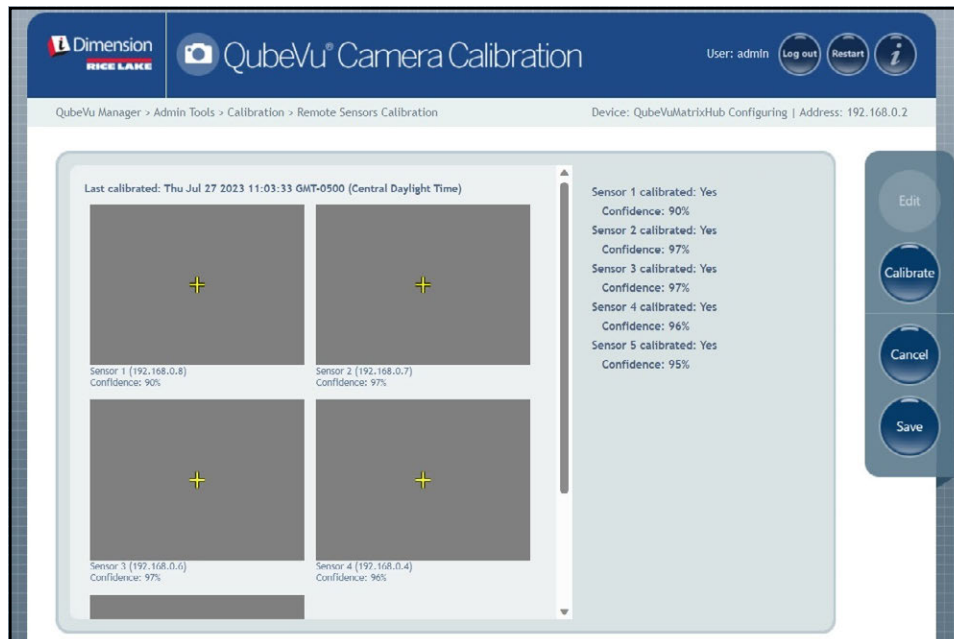 iDimension
RICE LAKE
QubeVu® Camera Calibration
User: admin
Log out
Restart
i
QubeVu Manager > Admin Tools > Calibration > Remote Sensors Calibration
Device: QubeVuMatrixHub Configuring | Address: 192.168.0.2
Last calibrated: Thu Jul 27 2023 11:03:33 GMT-0500 (Central Daylight Time)
Sensor 1 (192.168.0.8)
Confidence: 90%
Sensor 2 (192.168.0.7)
Confidence: 97%
Sensor 3 (192.168.0.6)
Confidence: 97%
Sensor 4 (192.168.0.4)
Confidence: 96%
Sensor 1 calibrated: Yes
Confidence: 90%
Sensor 2 calibrated: Yes
Confidence: 97%
Sensor 3 calibrated: Yes
Confidence: 97%
Sensor 4 calibrated: Yes
Confidence: 96%
Sensor 5 calibrated: Yes
Confidence: 95%
Edit
Calibrate
Cancel
Save